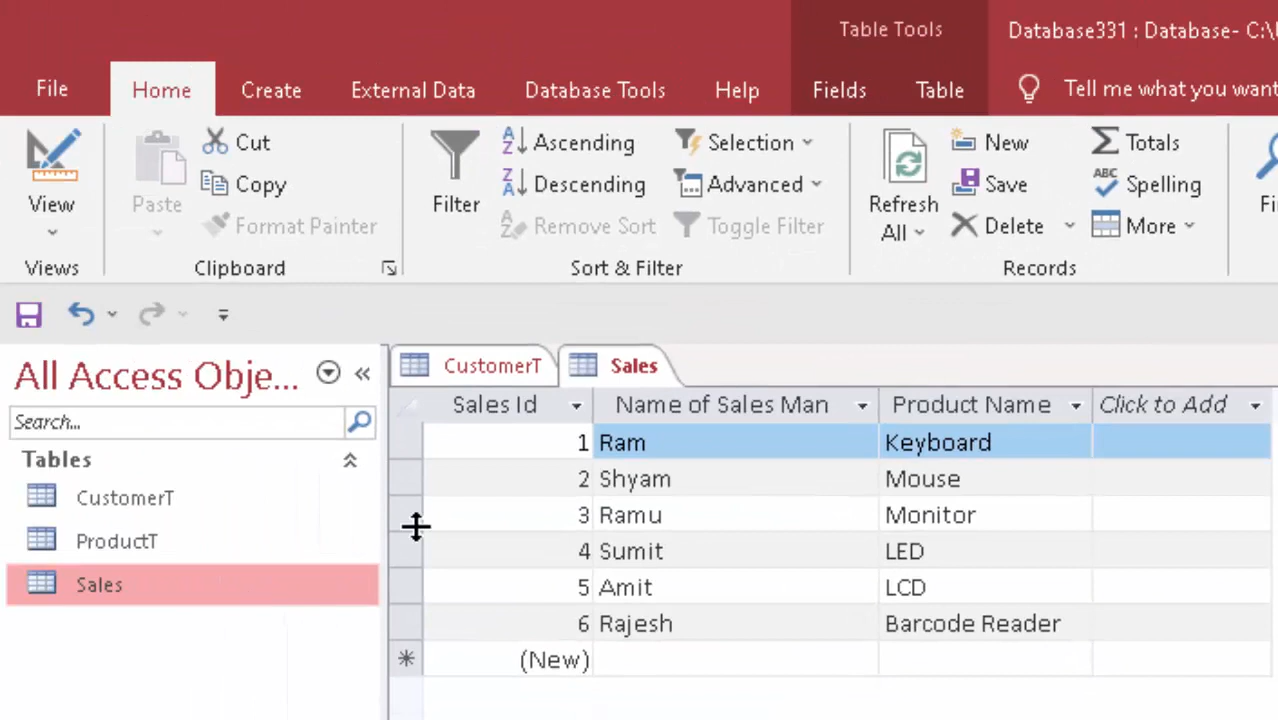 Table Tools
Database331 : Database- C:\
File Home Create External Data Database Tools Help Fields Table Tell me what you want
View
Views
Paste
Cut
Copy
Format Painter
Clipboard
Filter
Ascending
Descending
Remove Sort
Selection
Advanced
Toggle Filter
Sort & Filter
Refresh
All
New
Save
Delete
Totals
Spelling
More
Records
All Access Obje...
Search...
Tables
CustomerT
ProductT
Sales
CustomerT Sales
Sales Id Name of Sales Man Product Name Click to Add
1 Ram Keyboard
2 Shyam Mouse
3 Ramu Monitor
4 Sumit LED
5 Amit LCD
6 Rajesh Barcode Reader
* (New)